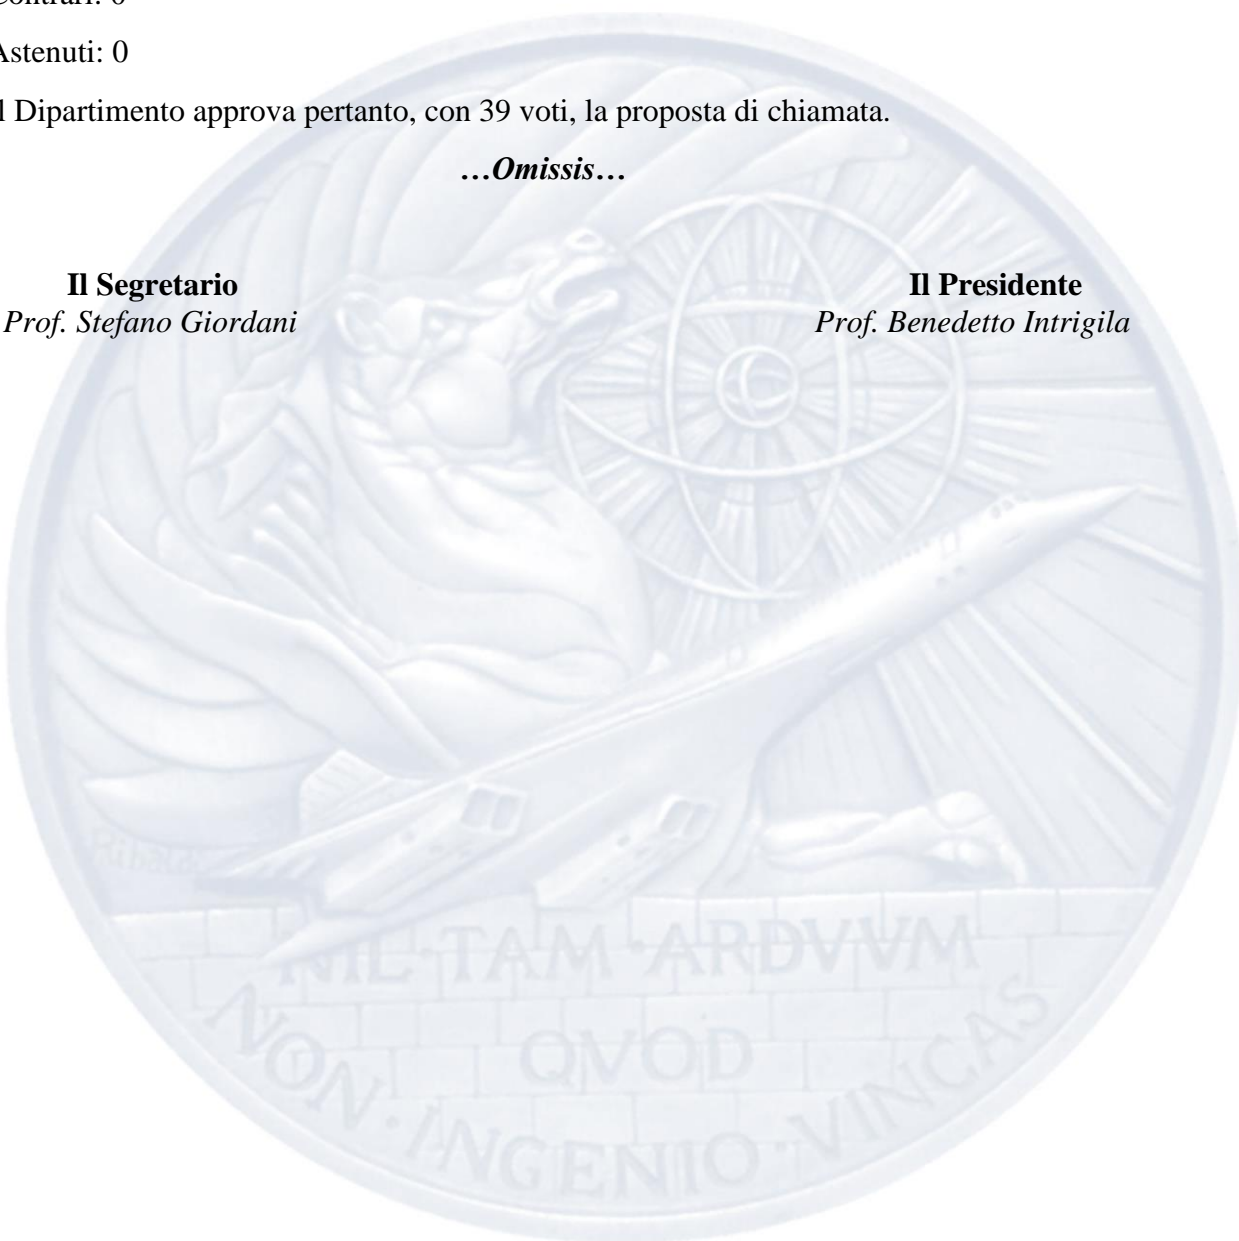 Contrari: 0
Astenuti: 0
l Dipartimento approva pertanto, con 39 voti, la proposta di chiamata.
…Omissis…
Il Segretario Il Presidente
Prof. Stefano Giordani Prof. Benedetto Intrigila
NIL·TAM·ARDVVM
QVOD
NON·INGENIO·VINCAS